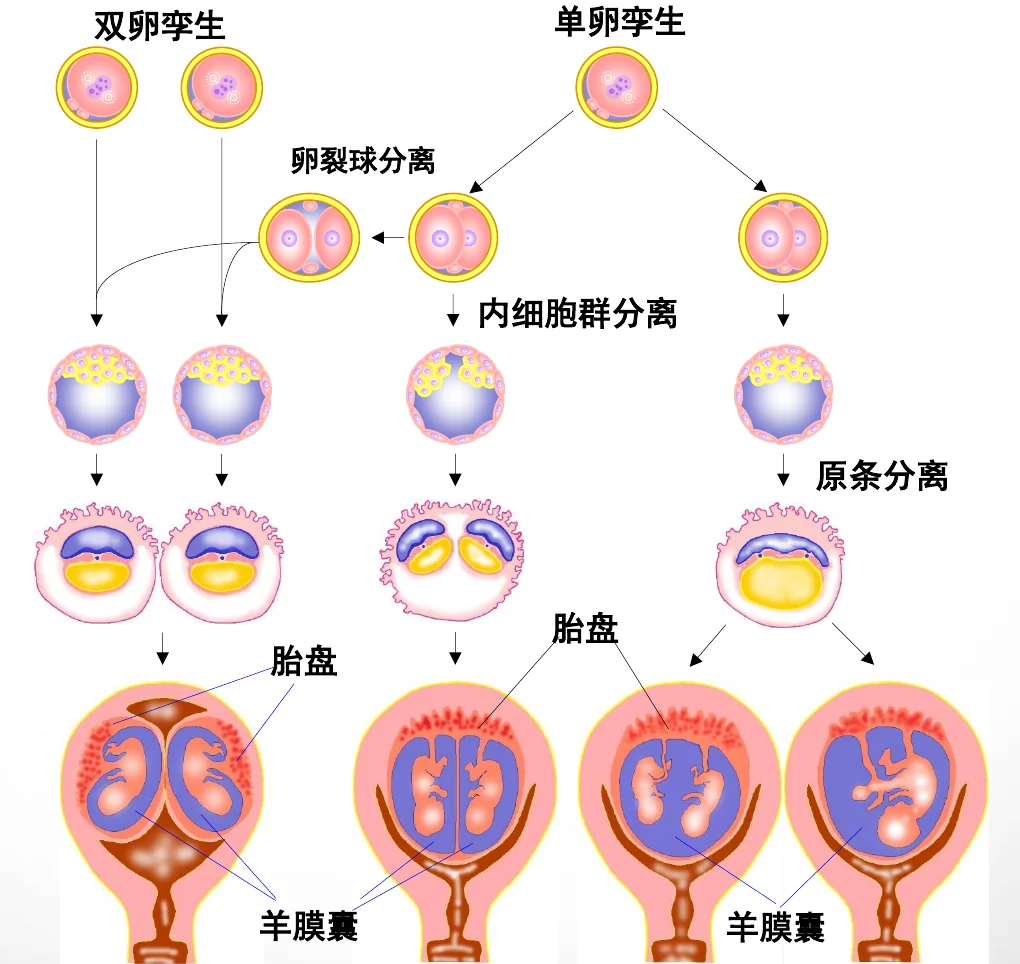 双卵孪生
单卵孪生
卵裂球分离
内细胞群分离
原条分离
胎盘
胎盘
羊膜囊
羊膜囊